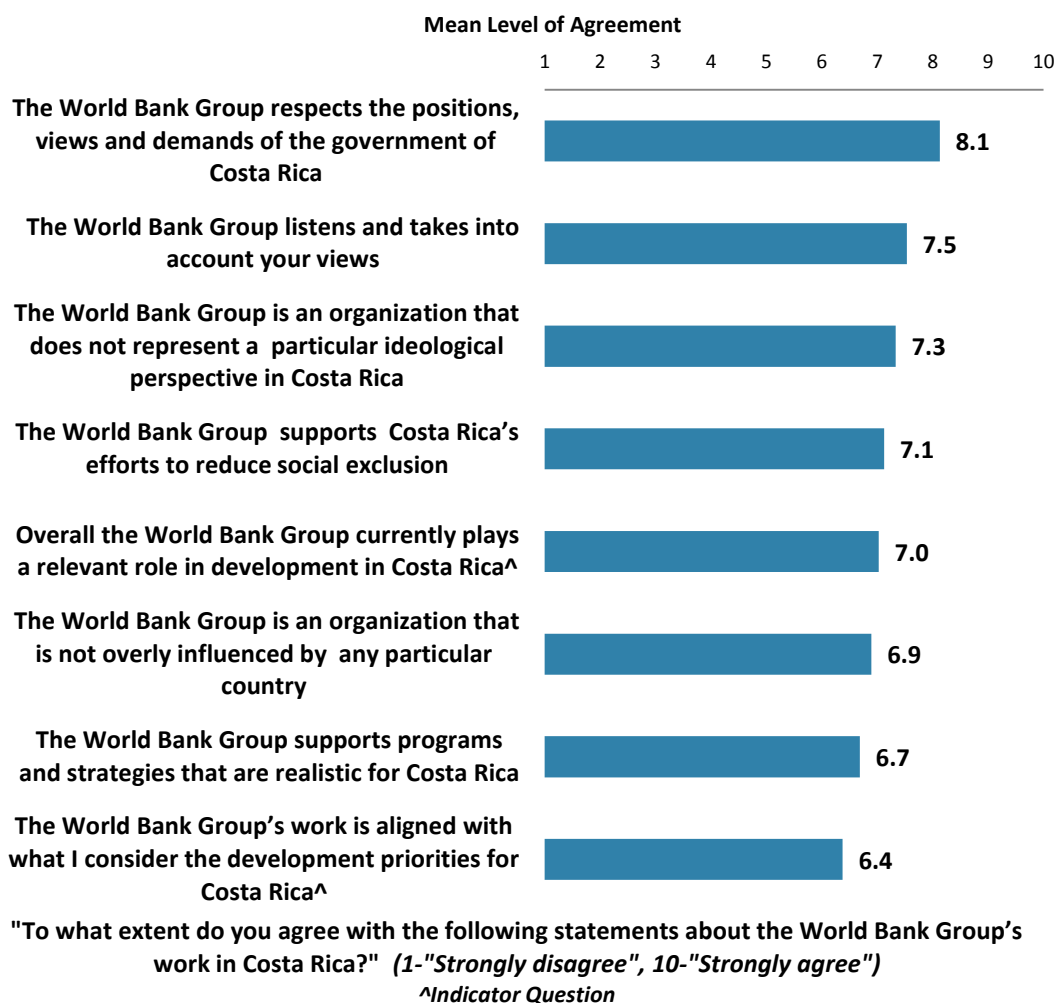 Mean Level of Agreement
1 2 3 4 5 6 7 8 9 10
The World Bank Group respects the positions,
views and demands of the government of
Costa Rica
8.1
The World Bank Group listens and takes into
account your views
7.5
The World Bank Group is an organization that
does not represent a particular ideological
perspective in Costa Rica
7.3
The World Bank Group supports Costa Rica’s
efforts to reduce social exclusion
7.1
Overall the World Bank Group currently plays
a relevant role in development in Costa Rica^
7.0
The World Bank Group is an organization that
is not overly influenced by any particular
country
6.9
The World Bank Group supports programs
and strategies that are realistic for Costa Rica
6.7
The World Bank Group’s work is aligned with
what I consider the development priorities for
Costa Rica^
6.4
"To what extent do you agree with the following statements about the World Bank Group’s
work in Costa Rica?" (1-"Strongly disagree", 10-"Strongly agree")
^Indicator Question